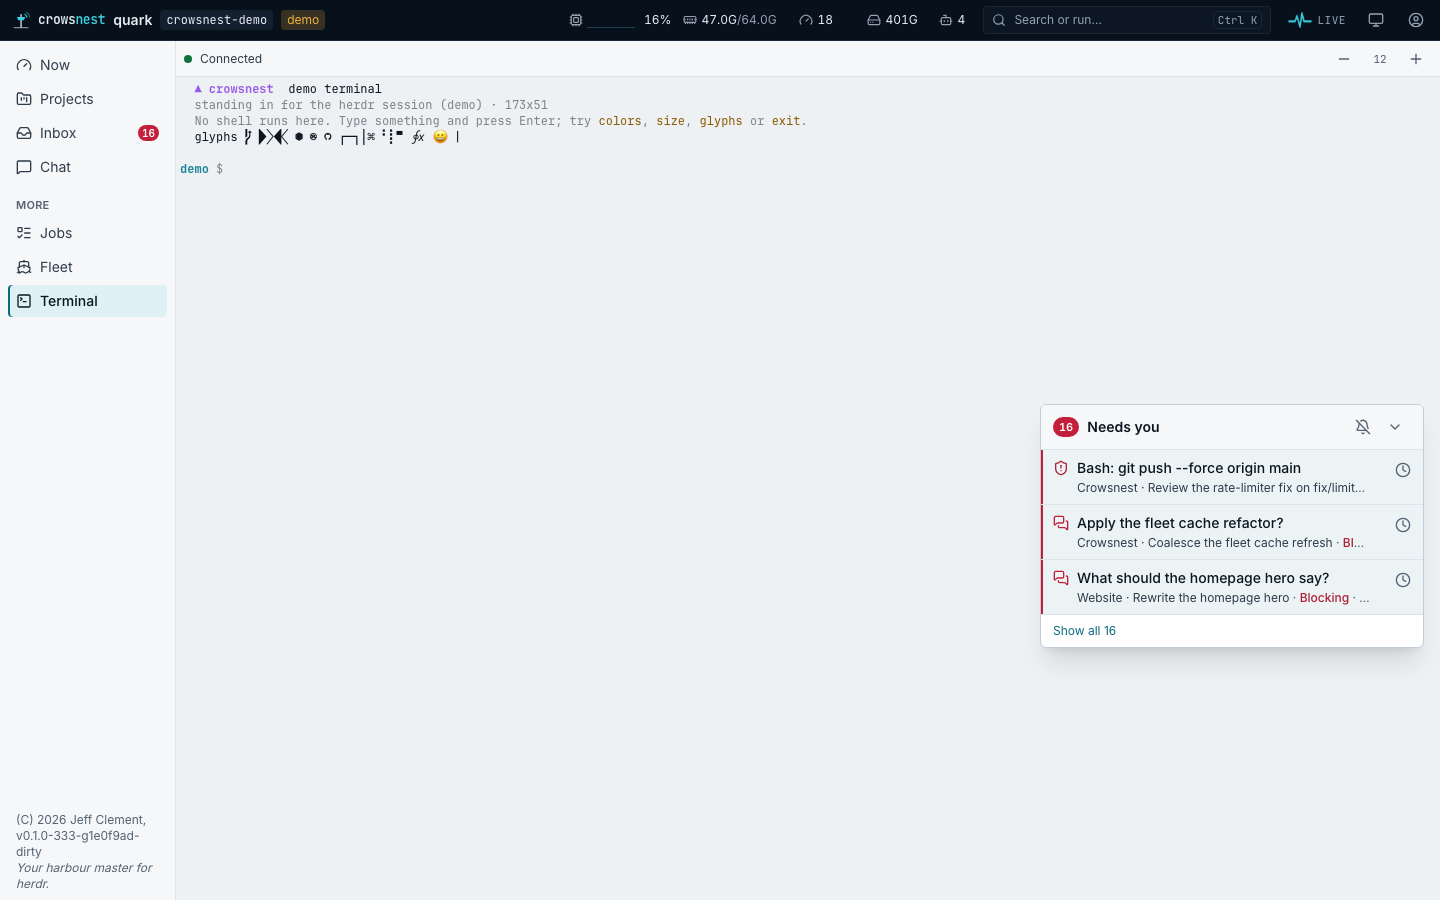 crowsnest quark crowsnest-demo demo 16% 47.0G/64.0G 18 401G 4 Search or run... Ctrl K LIVE
Now
Projects
Inbox 16
Chat
MORE
Jobs
Fleet
Terminal
(C) 2026 Jeff Clement,
v0.1.0-333-g1e0f9ad-
dirty
Your harbour master for
herdr.
Connected 12
▲ crowsnest demo terminal
standing in for the herdr session (demo) · 173x51
No shell runs here. Type something and press Enter; try colors, size, glyphs or exit.
glyphs
demo $
16 Needs you
Bash: git push --force origin main
Crowsnest · Review the rate-limiter fix on fix/limit...
Apply the fleet cache refactor?
Crowsnest · Coalesce the fleet cache refresh · Bl...
What should the homepage hero say?
Website · Rewrite the homepage hero · Blocking · ...
Show all 16